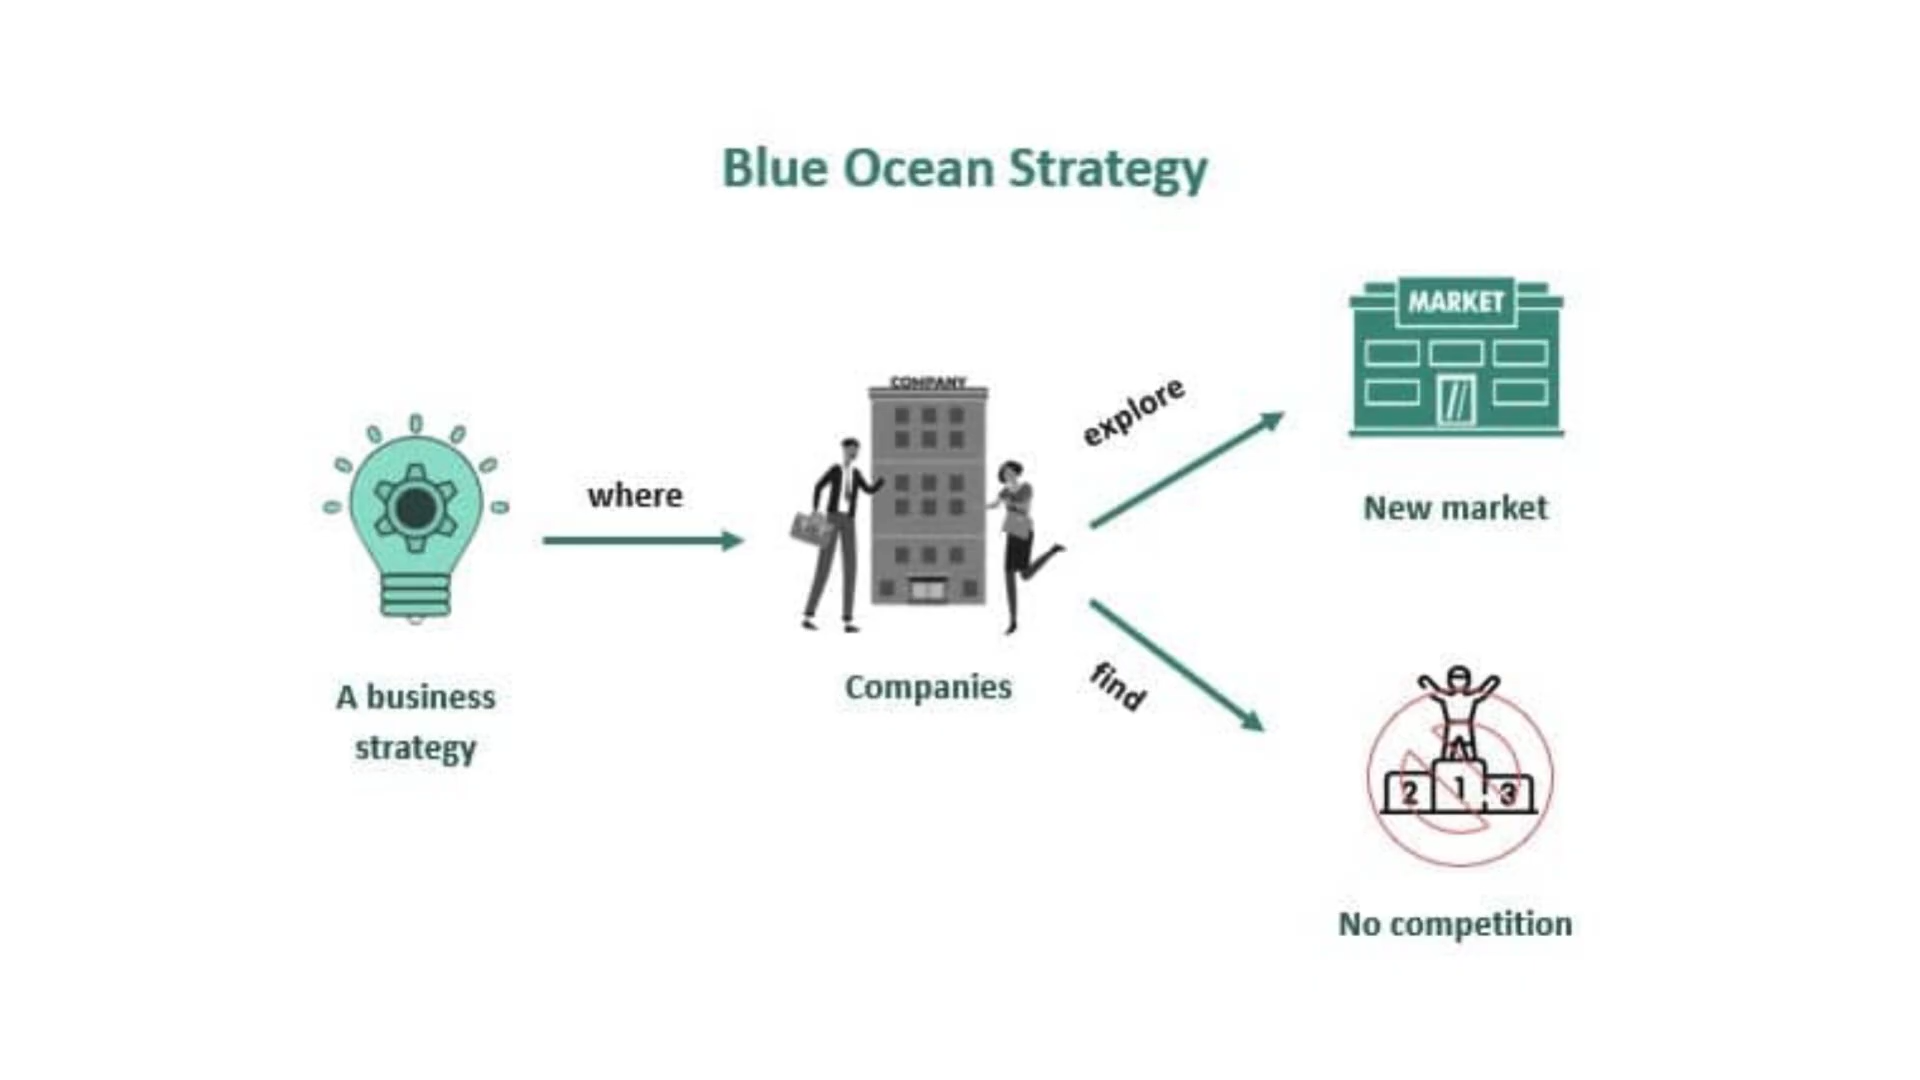 Blue Ocean Strategy
MARKET
COMPANY
explore
where
New market
find
Companies
A business
strategy
2 1 3
No competition